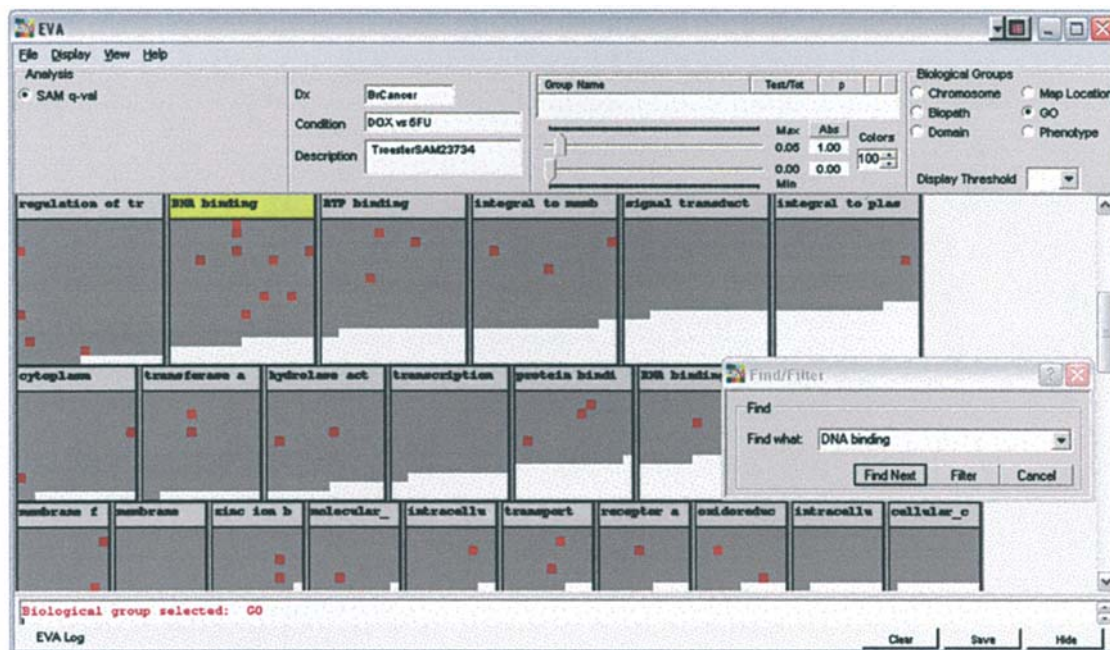 EVA
File Display View Help
Analysis
SAM q-val
Dx BrCancer
Condition DOX vs 5FU
Description TroesterSAM23734
Group Name Test/Tot p
Max Abs
0.05 1.00
0.00 0.00
Min
Colors
100
Biological Groups
Chromosome Map Location
Biopath GO
Domain Phenotype
Display Threshold
regulation of tr DNA binding ATP binding integral to memb signal transduct integral to plas
cytoplasm transferase a hydrolase act transcription protein bindi RNA binding
Find/Filter
Find
Find what: DNA binding
Find Next Filter Cancel
membrane f membrane zinc ion b molecular_ intracellu transport receptor a oxidoreduc intracellu cellular_c
Biological group selected: GO
EVA Log Clear Save Hide